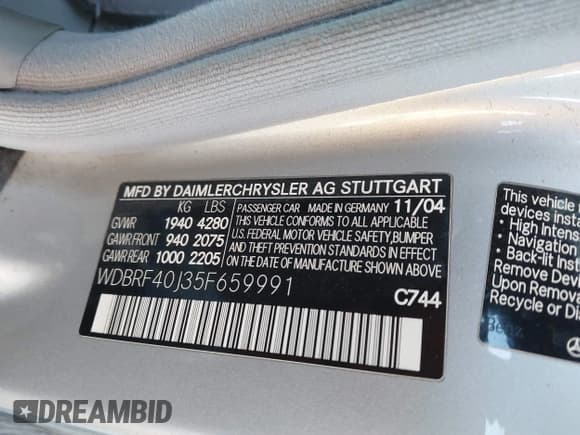 MFD BY DAIMLERCHRYSLER AG STUTTGART
KG LBS
GVWR 1940 4280
GAWR FRONT 940 2075
GAWR REAR 1000 2205
PASSENGER CAR MADE IN GERMANY 11/04
THIS VEHICLE CONFORMS TO ALL APPLICABLE
U.S. FEDERAL MOTOR VEHICLE SAFETY, BUMPER
AND THEFT PREVENTION STANDARDS IN EFFECT
ON THE DATE OF MANUFACTURE SHOWN ABOVE
WDBRF40J35F659991
C744
This vehicle
devices insta
- High Intens
- Navigation
- Back-lit Inst
Remove Devi
Upon Remova
Recycle or Dis
DREAMBID